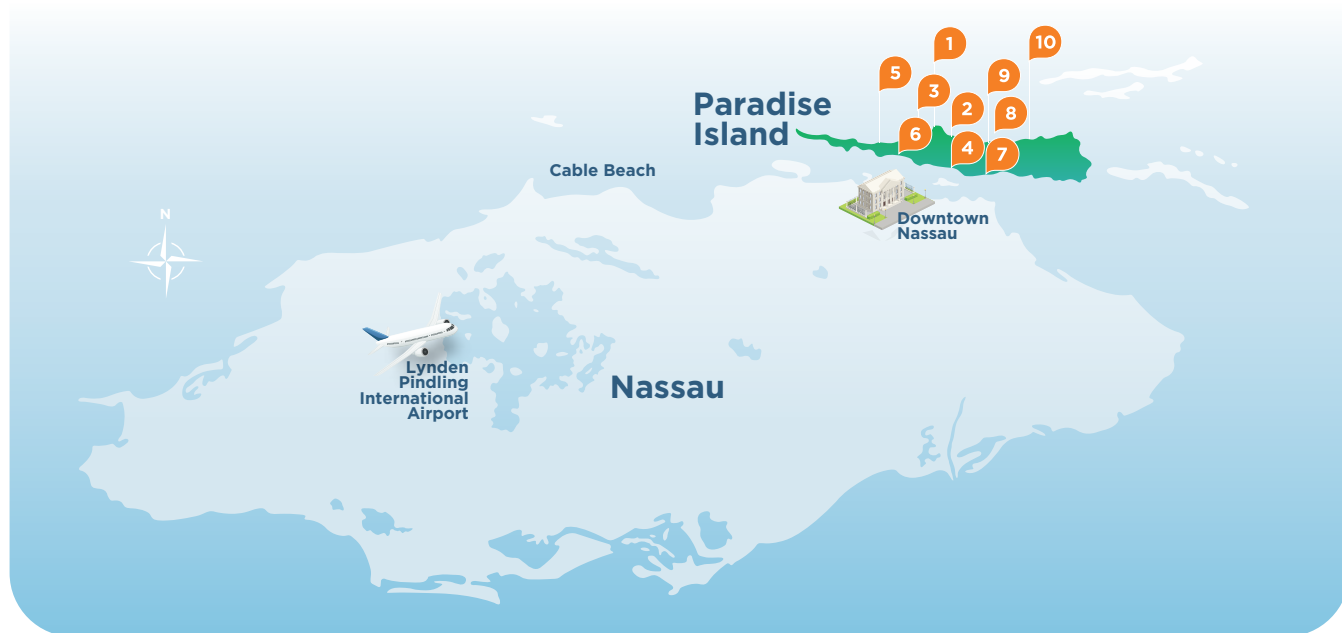 1
10
5
9
3
Paradise
Island
2
8
6
4
7
Cable Beach
N
Downtown
Nassau
Lynden
Pindling
International
Airport
Nassau